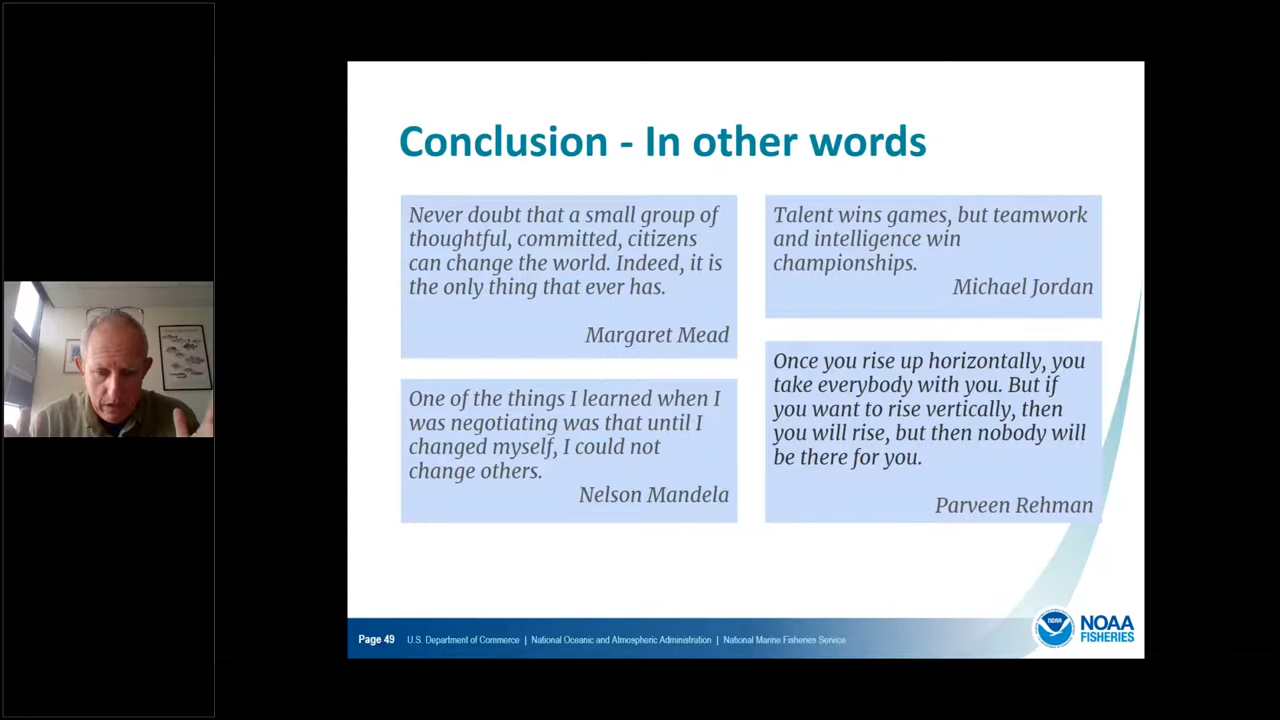 Conclusion - In other words
Never doubt that a small group of
thoughtful, committed, citizens
can change the world. Indeed, it is
the only thing that ever has.
Margaret Mead
One of the things I learned when I
was negotiating was that until I
changed myself, I could not
change others.
Nelson Mandela
Talent wins games, but teamwork
and intelligence win
championships.
Michael Jordan
Once you rise up horizontally, you
take everybody with you. But if
you want to rise vertically, then
you will rise, but then nobody will
be there for you.
Parveen Rehman
Page 49 U.S. Department of Commerce | National Oceanic and Atmospheric Administration | National Marine Fisheries Service
NOAA
NOAA
FISHERIES